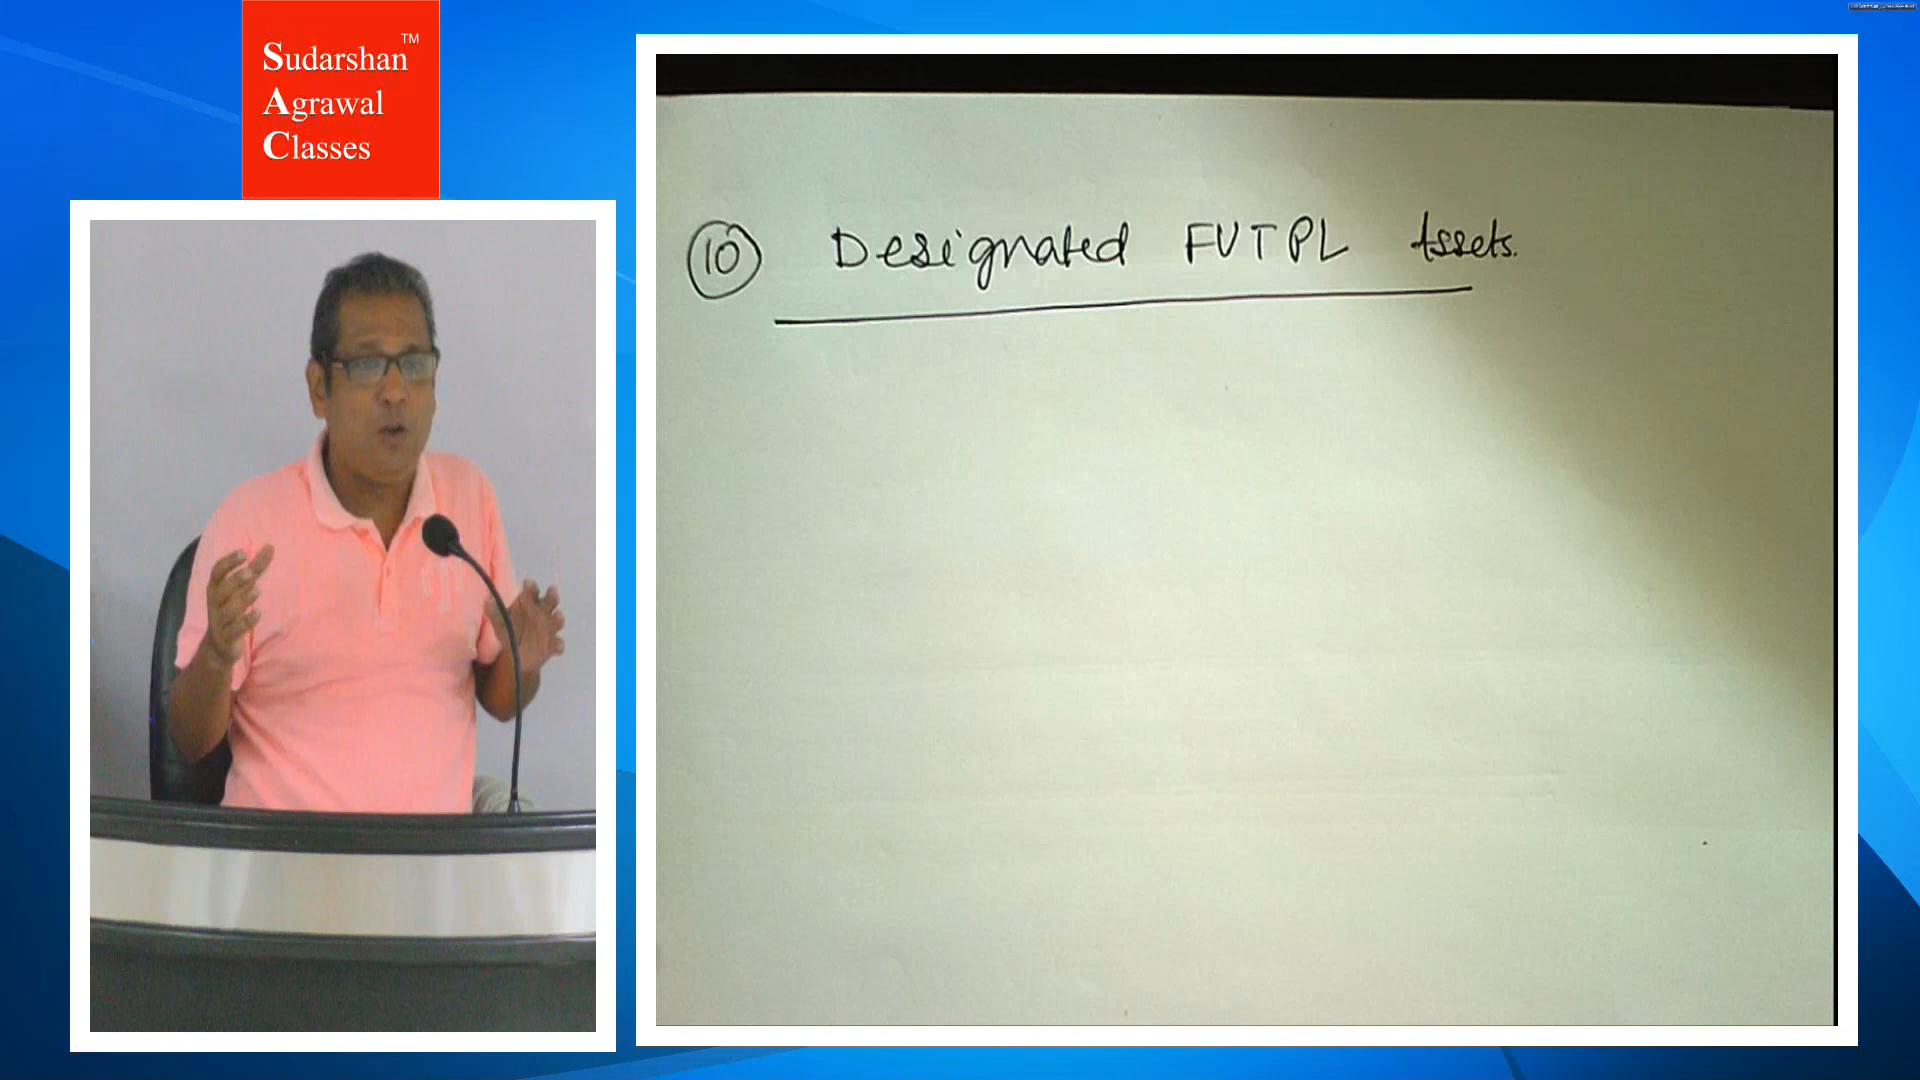 Sudarshan™
Agrawal
Classes
10 Designated FVTPL Assets.